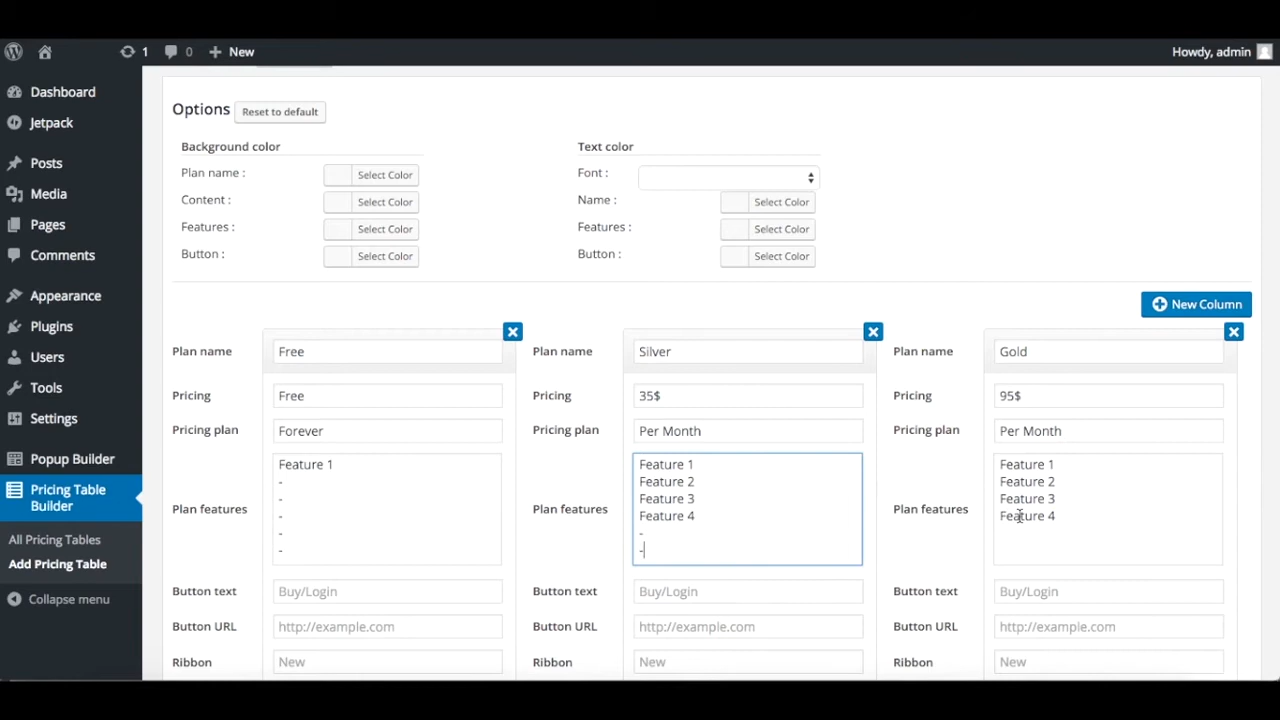 1
0
New
Howdy, admin
Dashboard
Jetpack
Posts
Media
Pages
Comments
Appearance
Plugins
Users
Tools
Settings
Popup Builder
Pricing Table
Builder
All Pricing Tables
Add Pricing Table
Collapse menu
Options
Reset to default
Background color
Plan name :
Select Color
Content :
Select Color
Features :
Select Color
Button :
Select Color
Text color
Font :
Name :
Select Color
Features :
Select Color
Button :
Select Color
New Column
Plan name
Free
Pricing
Free
Pricing plan
Forever
Plan features
Feature 1
-
-
-
-
-
Button text
Buy/Login
Button URL
http://example.com
Ribbon
New
Plan name
Silver
Pricing
35$
Pricing plan
Per Month
Plan features
Feature 1
Feature 2
Feature 3
Feature 4
-
-
Button text
Buy/Login
Button URL
http://example.com
Ribbon
New
Plan name
Gold
Pricing
95$
Pricing plan
Per Month
Plan features
Feature 1
Feature 2
Feature 3
Feature 4
Button text
Buy/Login
Button URL
http://example.com
Ribbon
New